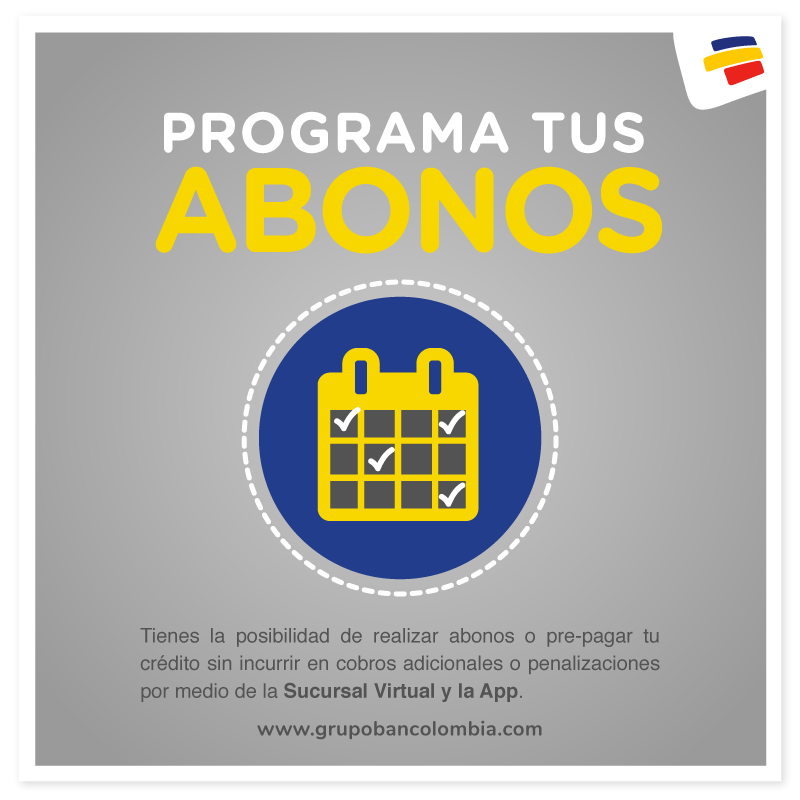 PROGRAMA TUS
ABONOS
Tienes la posibilidad de realizar abonos o pre-pagar tu
crédito sin incurrir en cobros adicionales o penalizaciones
por medio de la Sucursal Virtual y la App.
www.grupobancolombia.com